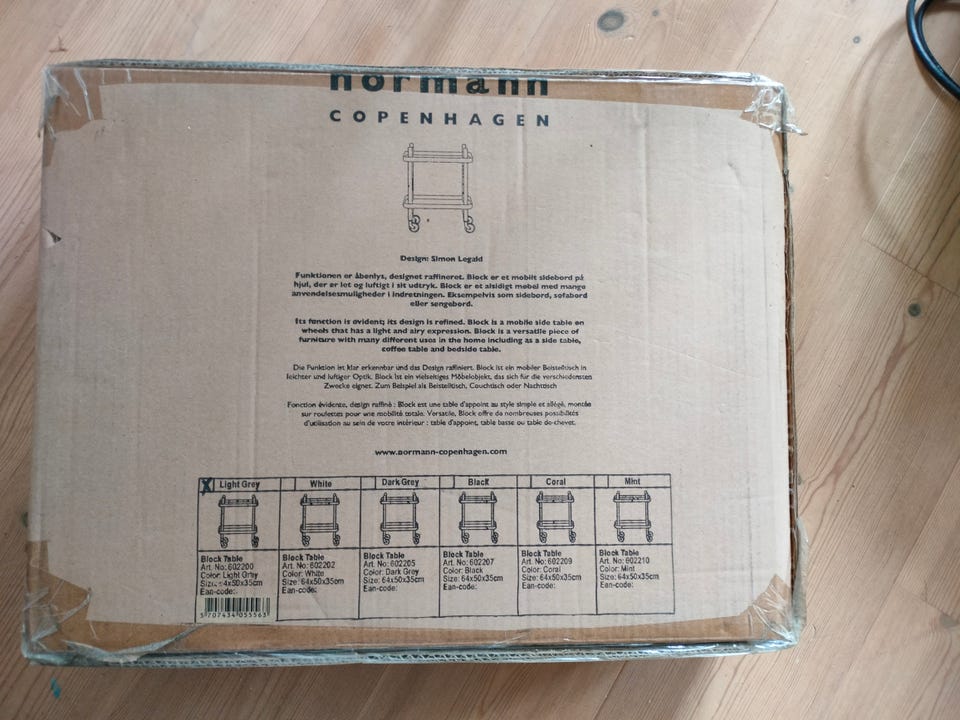 normann
COPENHAGEN
Design: Simon Legald
Funktionen er åbenlys, designet raffineret. Block er et mobilt sidebord på
hjul, der er let og luftigt i sit udtryk. Block er et alsidigt møbel med mange
anvendelsesmuligheder i indretningen. Eksempelvis som sidebord, sofabord
eller sengebord.
Its function is evident; its design is refined. Block is a mobile side table on
wheels that has a light and airy expression. Block is a versatile piece of
furniture with many different uses in the home including as a side table,
coffee table and bedside table.
Die Funktion ist klar erkennbar und das Design raffiniert. Block ist ein mobiler Beistelltisch in
leichter und luftiger Optik. Block ist ein vielseitiges Möbelobjekt, das sich für die verschiedensten
Zwecke eignet. Zum Beispiel als Beistelltisch, Couchtisch oder Nachttisch
Fonction évidente, design raffiné : Block est une table d'appoint au style simple et allégé, montée
sur roulettes pour une mobilité totale. Versatile, Block offre de nombreuses possibilités
d'utilisation au sein de votre intérieur : table d'appoint, table basse ou table de chevet.
www.normann-copenhagen.com
X Light Grey White Dark Grey Black Coral Mint
Block Table Block Table Block Table Block Table Block Table Block Table
Art. No: 602200 Art. No: 602202 Art. No: 602205 Art. No: 602207 Art. No: 602209 Art. No: 602210
Color: Light Grey Color: White Color: Dark Grey Color: Black Color: Coral Color: Mint
Size: 64x50x35cm Size: 64x50x35cm Size: 64x50x35cm Size: 64x50x35cm Size: 64x50x35cm Size: 64x50x35cm
Ean-code: Ean-code: Ean-code: Ean-code: Ean-code: Ean-code:
5 707434 055563